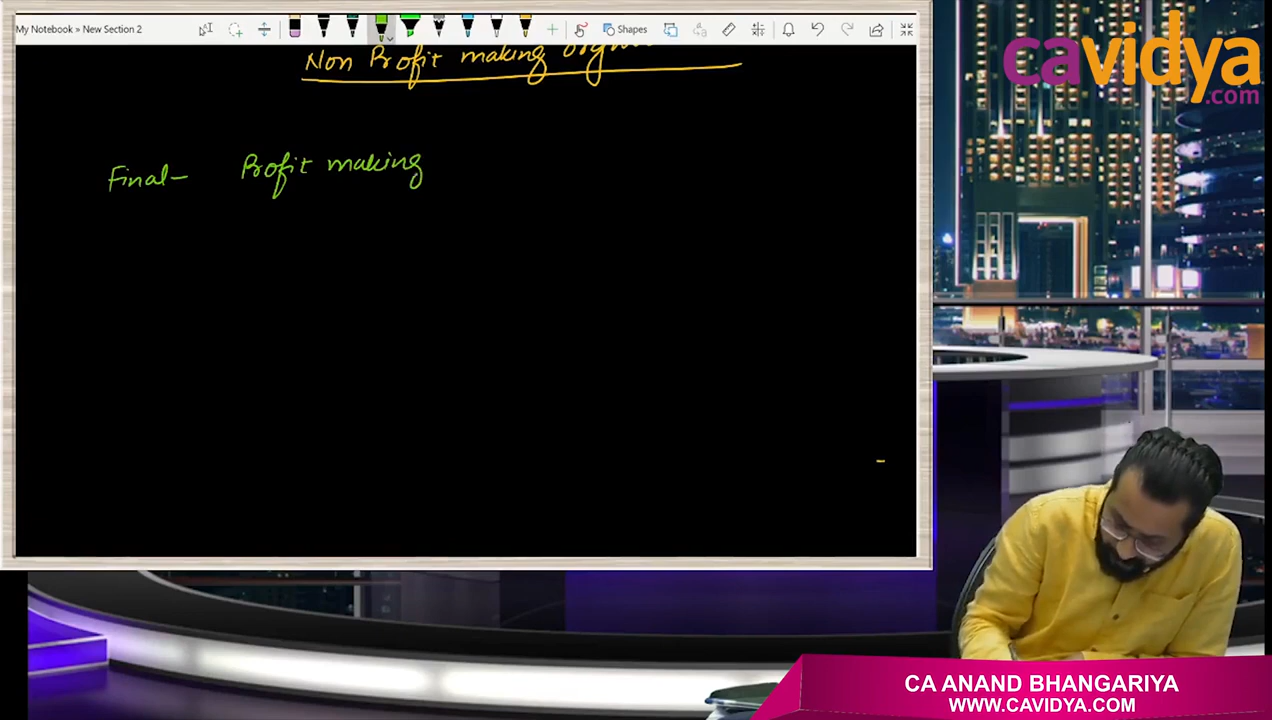 My Notebook » New Section 2
Shapes
Non Profit making
Final- Profit making
cavidya
.com
CA ANAND BHANGARIYA
WWW.CAVIDYA.COM